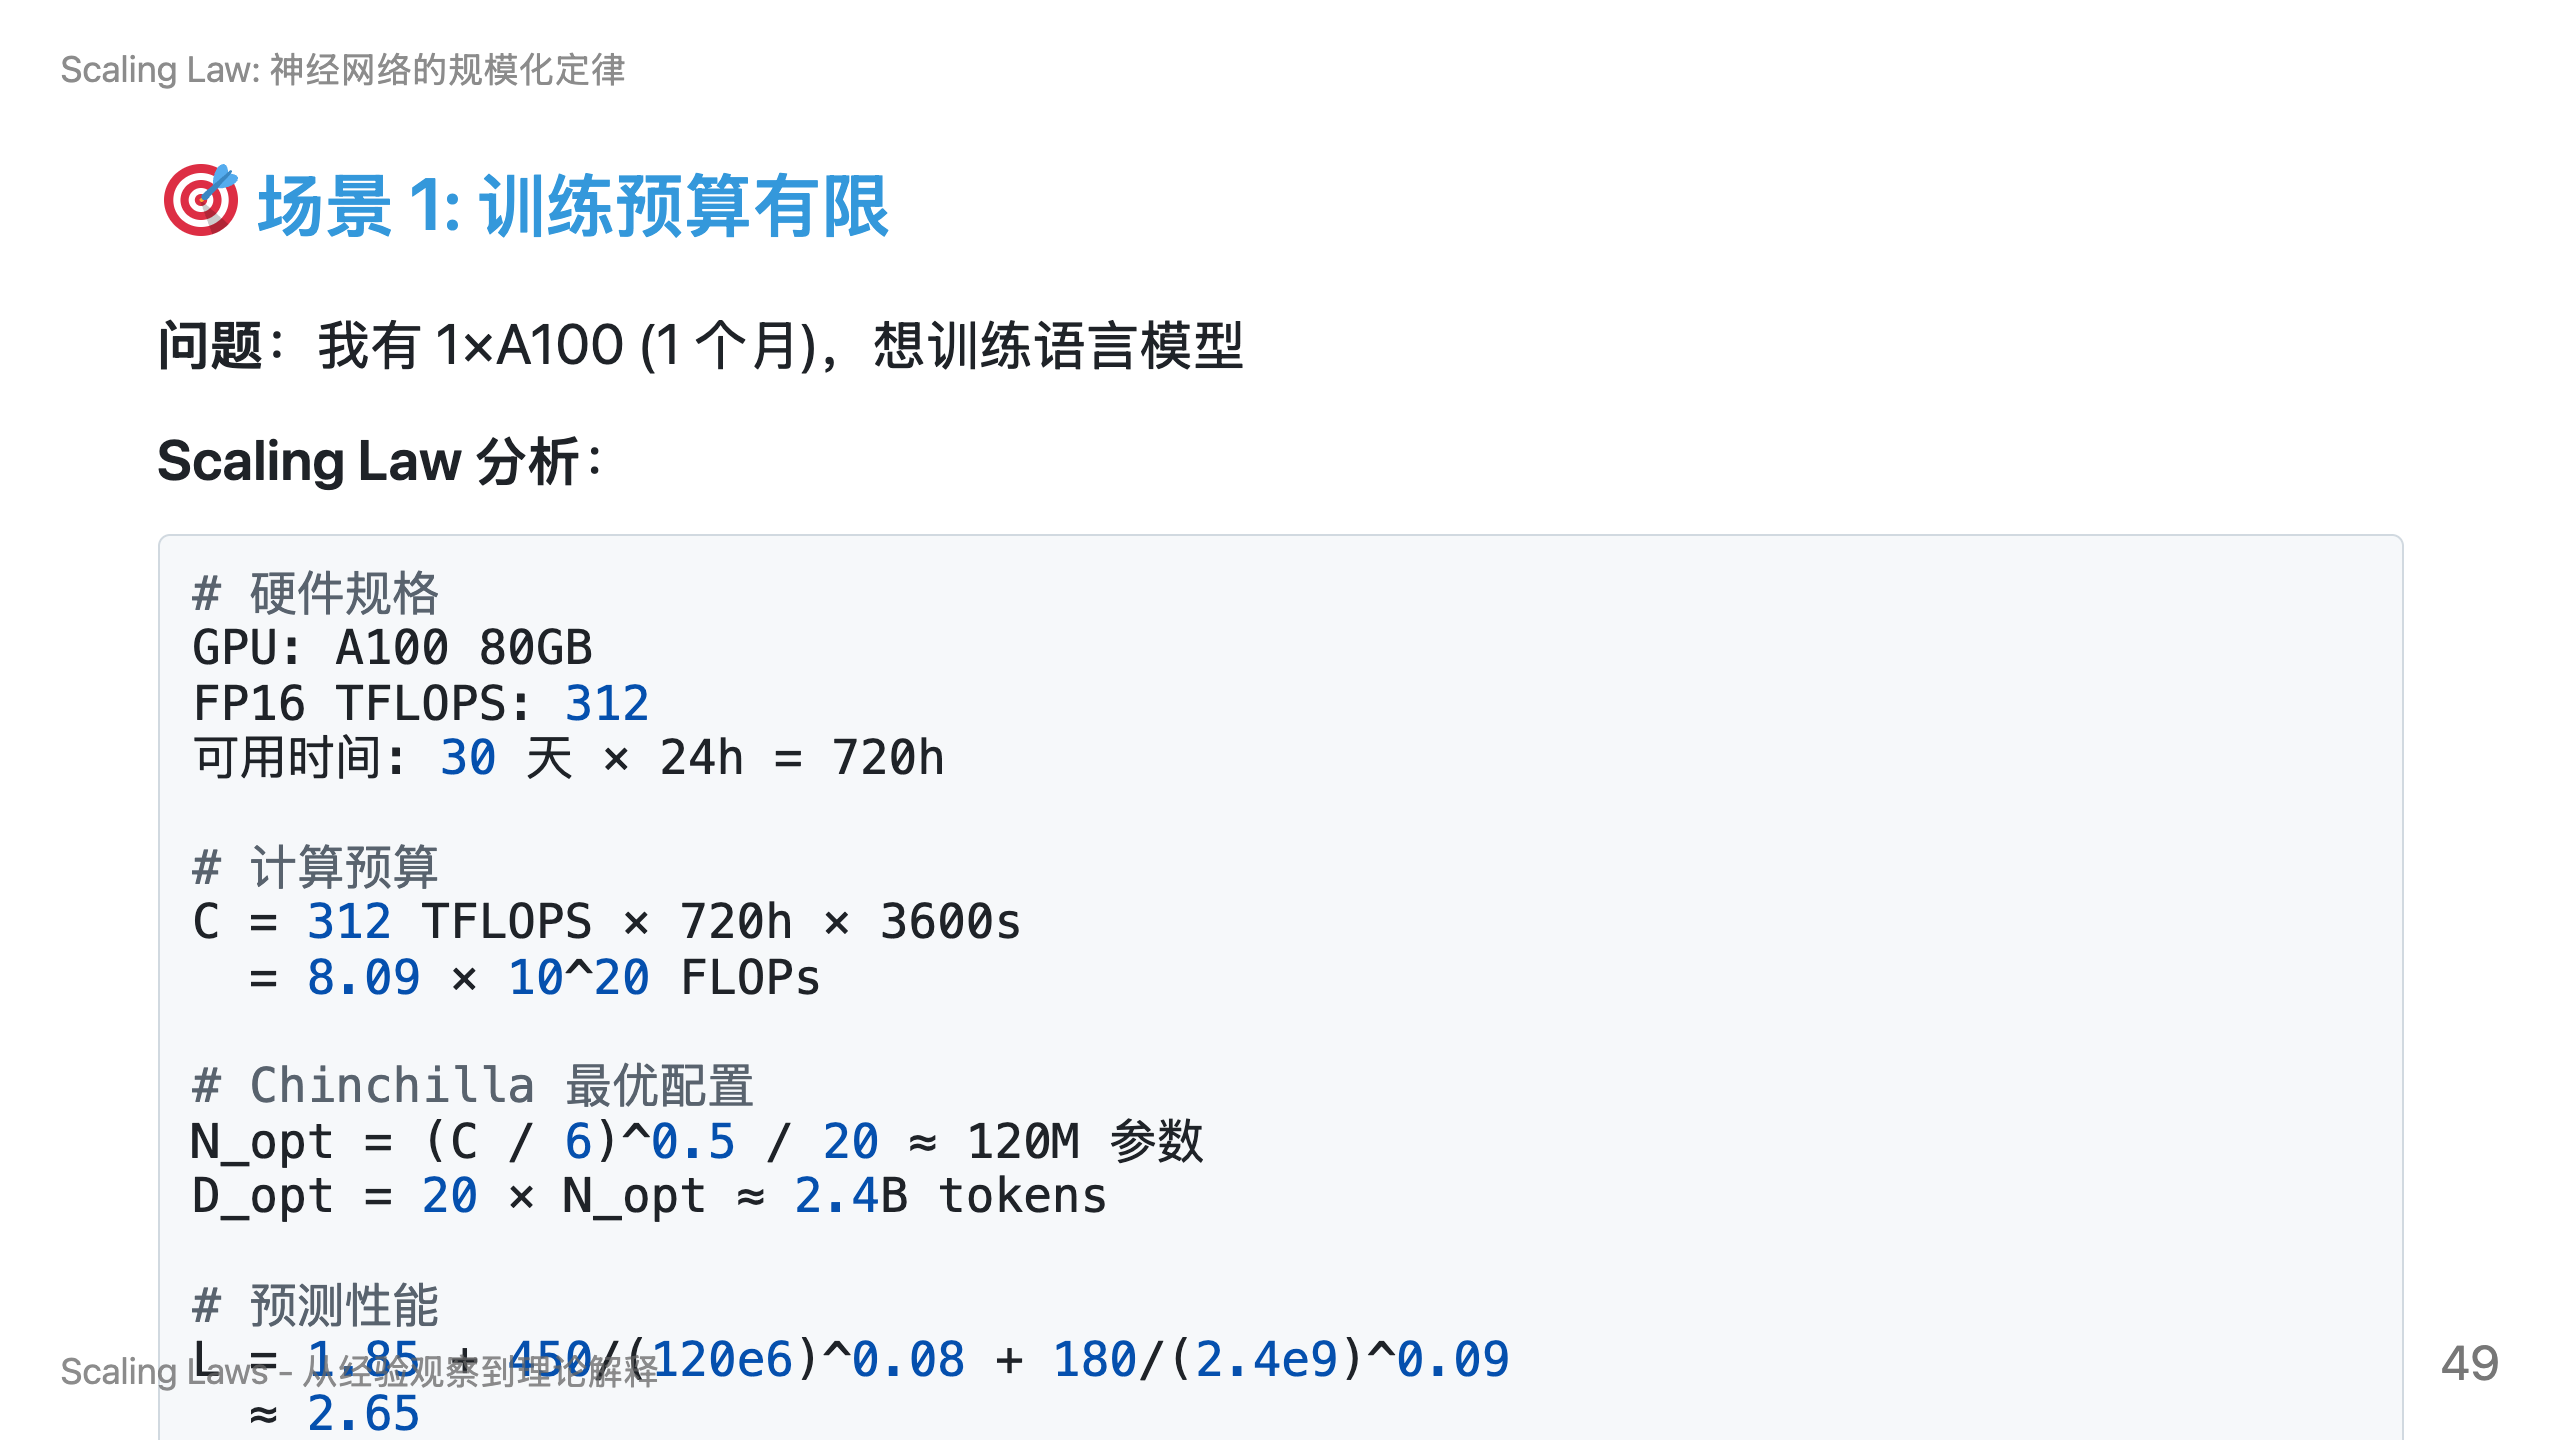 Scaling Law: 神经网络的规模化定律
场景 1: 训练预算有限
问题：我有 1×A100 (1 个月)，想训练语言模型
Scaling Law 分析：
# 硬件规格
GPU: A100 80GB
FP16 TFLOPS: 312
可用时间: 30 天 × 24h = 720h
# 计算预算
C = 312 TFLOPS × 720h × 3600s
= 8.09 × 10^20 FLOPs
# Chinchilla 最优配置
N_opt = (C / 6)^0.5 / 20 ≈ 120M 参数
D_opt = 20 × N_opt ≈ 2.4B tokens
# 预测性能
L = 1.85 + 450/(120e6)^0.08 + 180/(2.4e9)^0.09
≈ 2.65
Scaling Laws - 从经验观察到理论解释
49